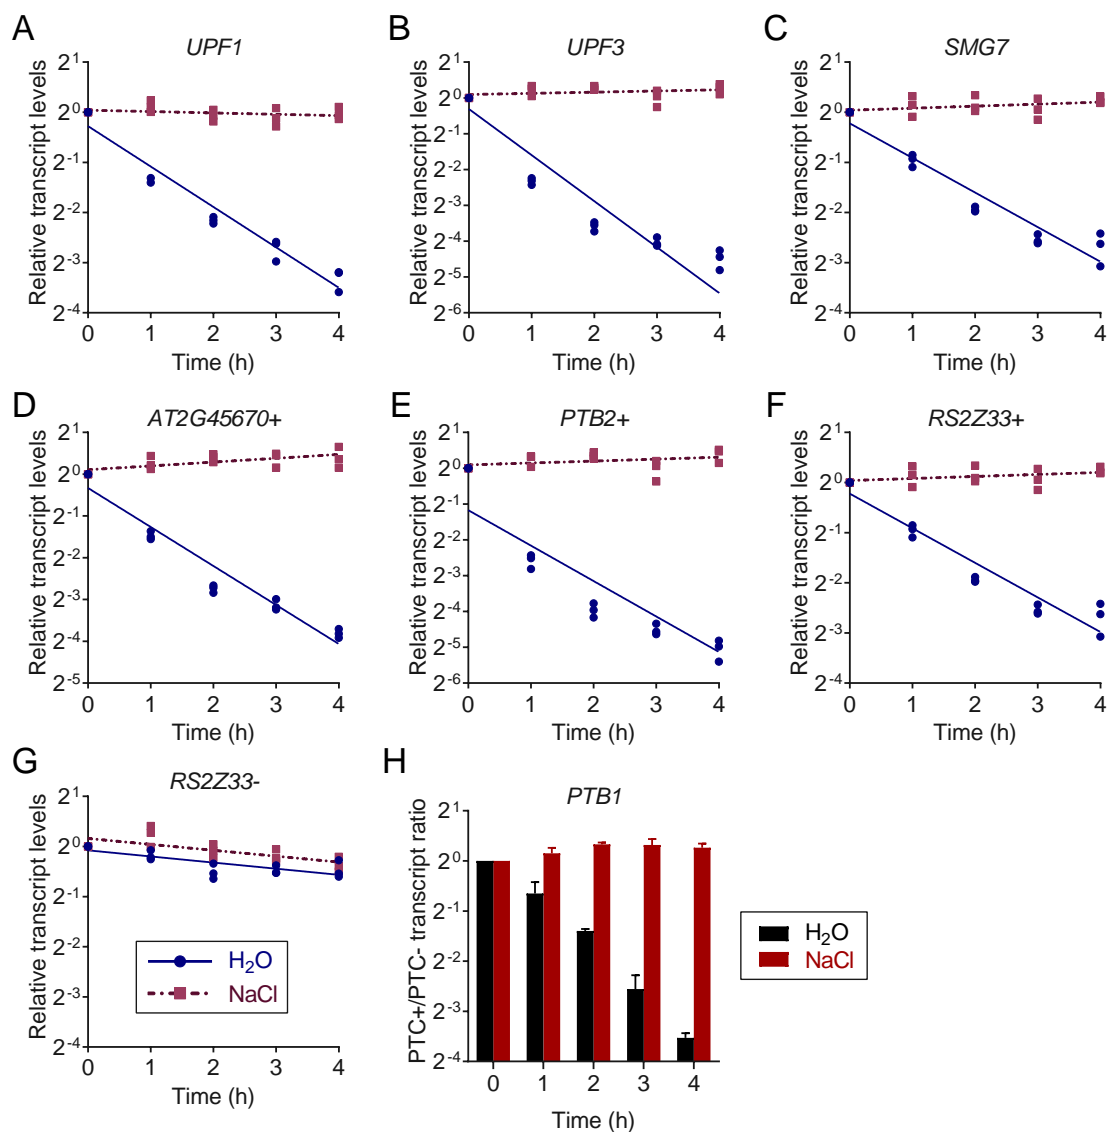 A
UPF1
Relative transcript levels
2^1
2^0
2^-1
2^-2
2^-3
2^-4
0 1 2 3 4
Time (h)
B
UPF3
Relative transcript levels
2^1
2^0
2^-1
2^-2
2^-3
2^-4
2^-5
2^-6
0 1 2 3 4
Time (h)
C
SMG7
Relative transcript levels
2^1
2^0
2^-1
2^-2
2^-3
2^-4
0 1 2 3 4
Time (h)
D
AT2G45670+
Relative transcript levels
2^1
2^0
2^-1
2^-2
2^-3
2^-4
2^-5
0 1 2 3 4
Time (h)
E
PTB2+
Relative transcript levels
2^1
2^0
2^-1
2^-2
2^-3
2^-4
2^-5
2^-6
0 1 2 3 4
Time (h)
F
RS2Z33+
Relative transcript levels
2^1
2^0
2^-1
2^-2
2^-3
2^-4
0 1 2 3 4
Time (h)
G
RS2Z33-
Relative transcript levels
2^1
2^0
2^-1
2^-2
2^-3
2^-4
H₂O
NaCl
0 1 2 3 4
Time (h)
H
PTB1
PTC+/PTC- transcript ratio
2^1
2^0
2^-1
2^-2
2^-3
2^-4
0 1 2 3 4
Time (h)
H₂O
NaCl